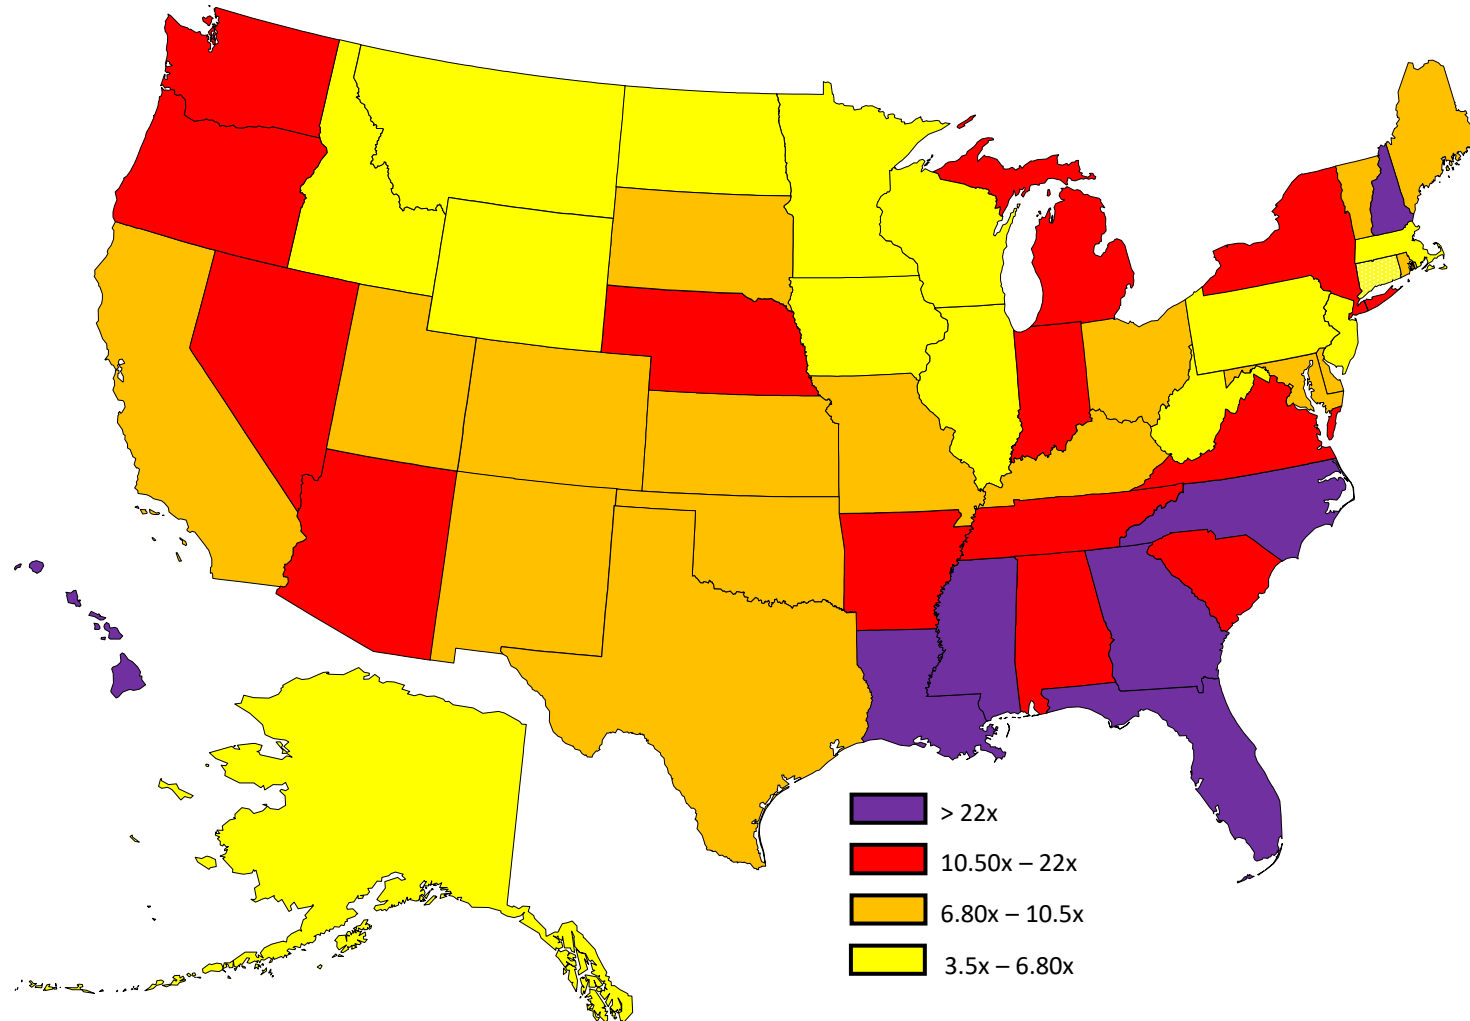 > 22x
10.50x – 22x
6.80x – 10.5x
3.5x – 6.80x